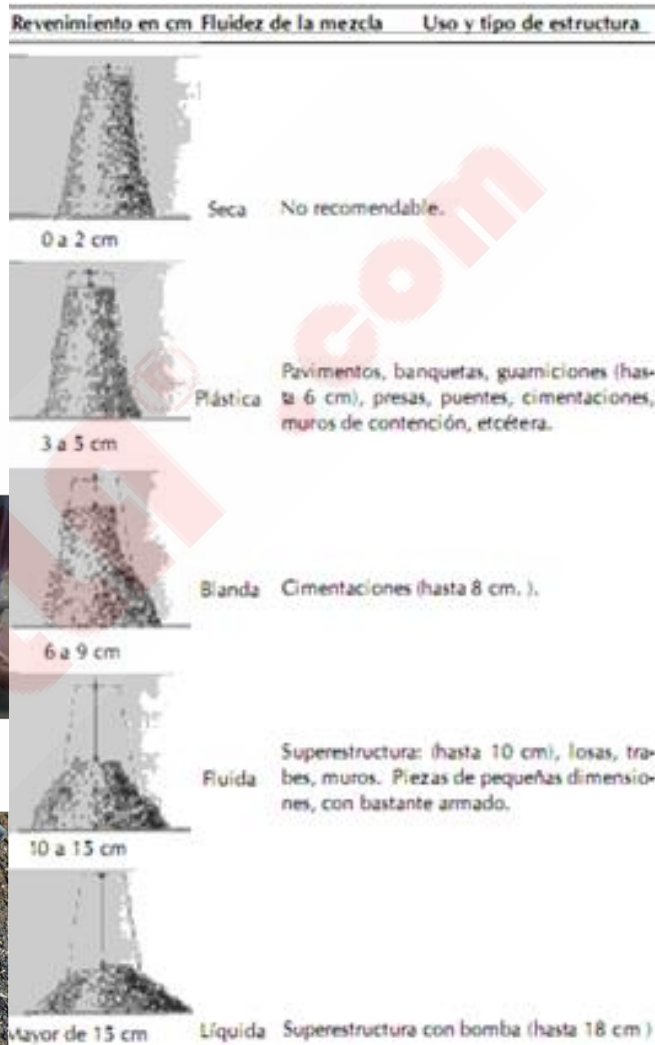 Revenimiento en cm Fluidez de la mezcla Uso y tipo de estructura
Seca No recomendable.
0 a 2 cm
Plástica Pavimentos, banquetas, guarniciones (has-
ta 6 cm), presas, puentes, cimentaciones,
muros de contención, etcétera.
3 a 5 cm
Blanda Cimentaciones (hasta 8 cm. ).
6 a 9 cm
Fluida Superestructura: (hasta 10 cm), losas, tra-
bes, muros. Piezas de pequeñas dimensio-
nes, con bastante armado.
10 a 15 cm
Mayor de 15 cm Líquida Superestructura con bomba (hasta 18 cm )
.com